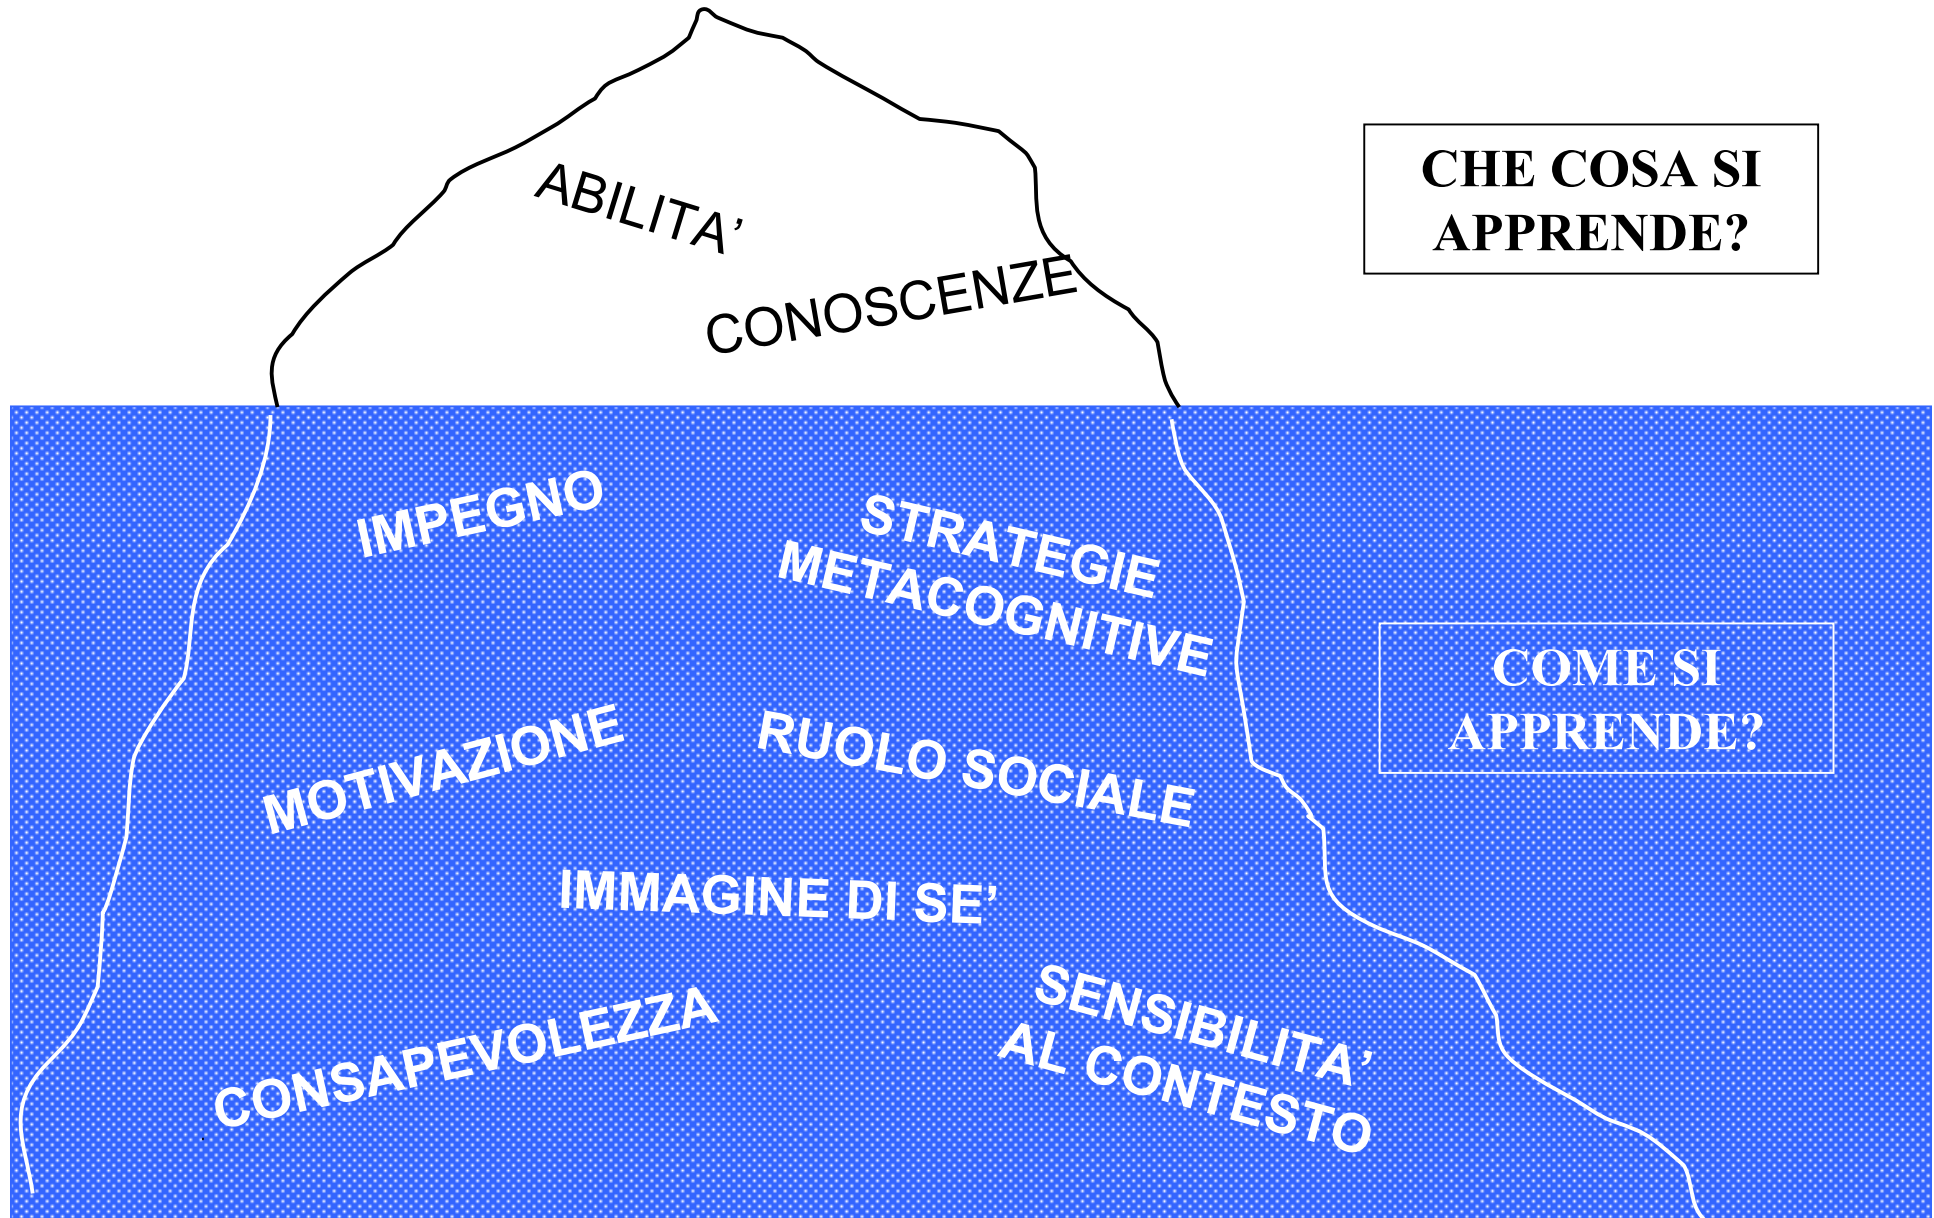 ABILITA’
CHE COSA SI
APPRENDE?
CONOSCENZE
IMPEGNO
STRATEGIE
METACOGNITIVE
COME SI
APPRENDE?
MOTIVAZIONE
RUOLO SOCIALE
IMMAGINE DI SE’
CONSAPEVOLEZZA
SENSIBILITA’
AL CONTESTO